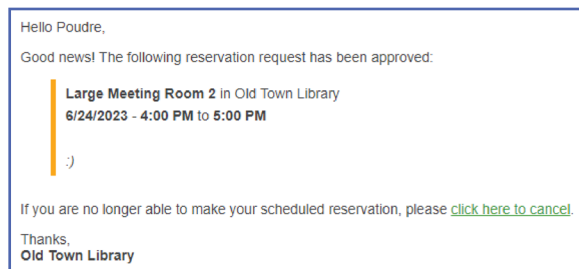 Hello Poudre,
Good news! The following reservation request has been approved:
Large Meeting Room 2 in Old Town Library
6/24/2023 - 4:00 PM to 5:00 PM
:)
If you are no longer able to make your scheduled reservation, please click here to cancel.
Thanks,
Old Town Library